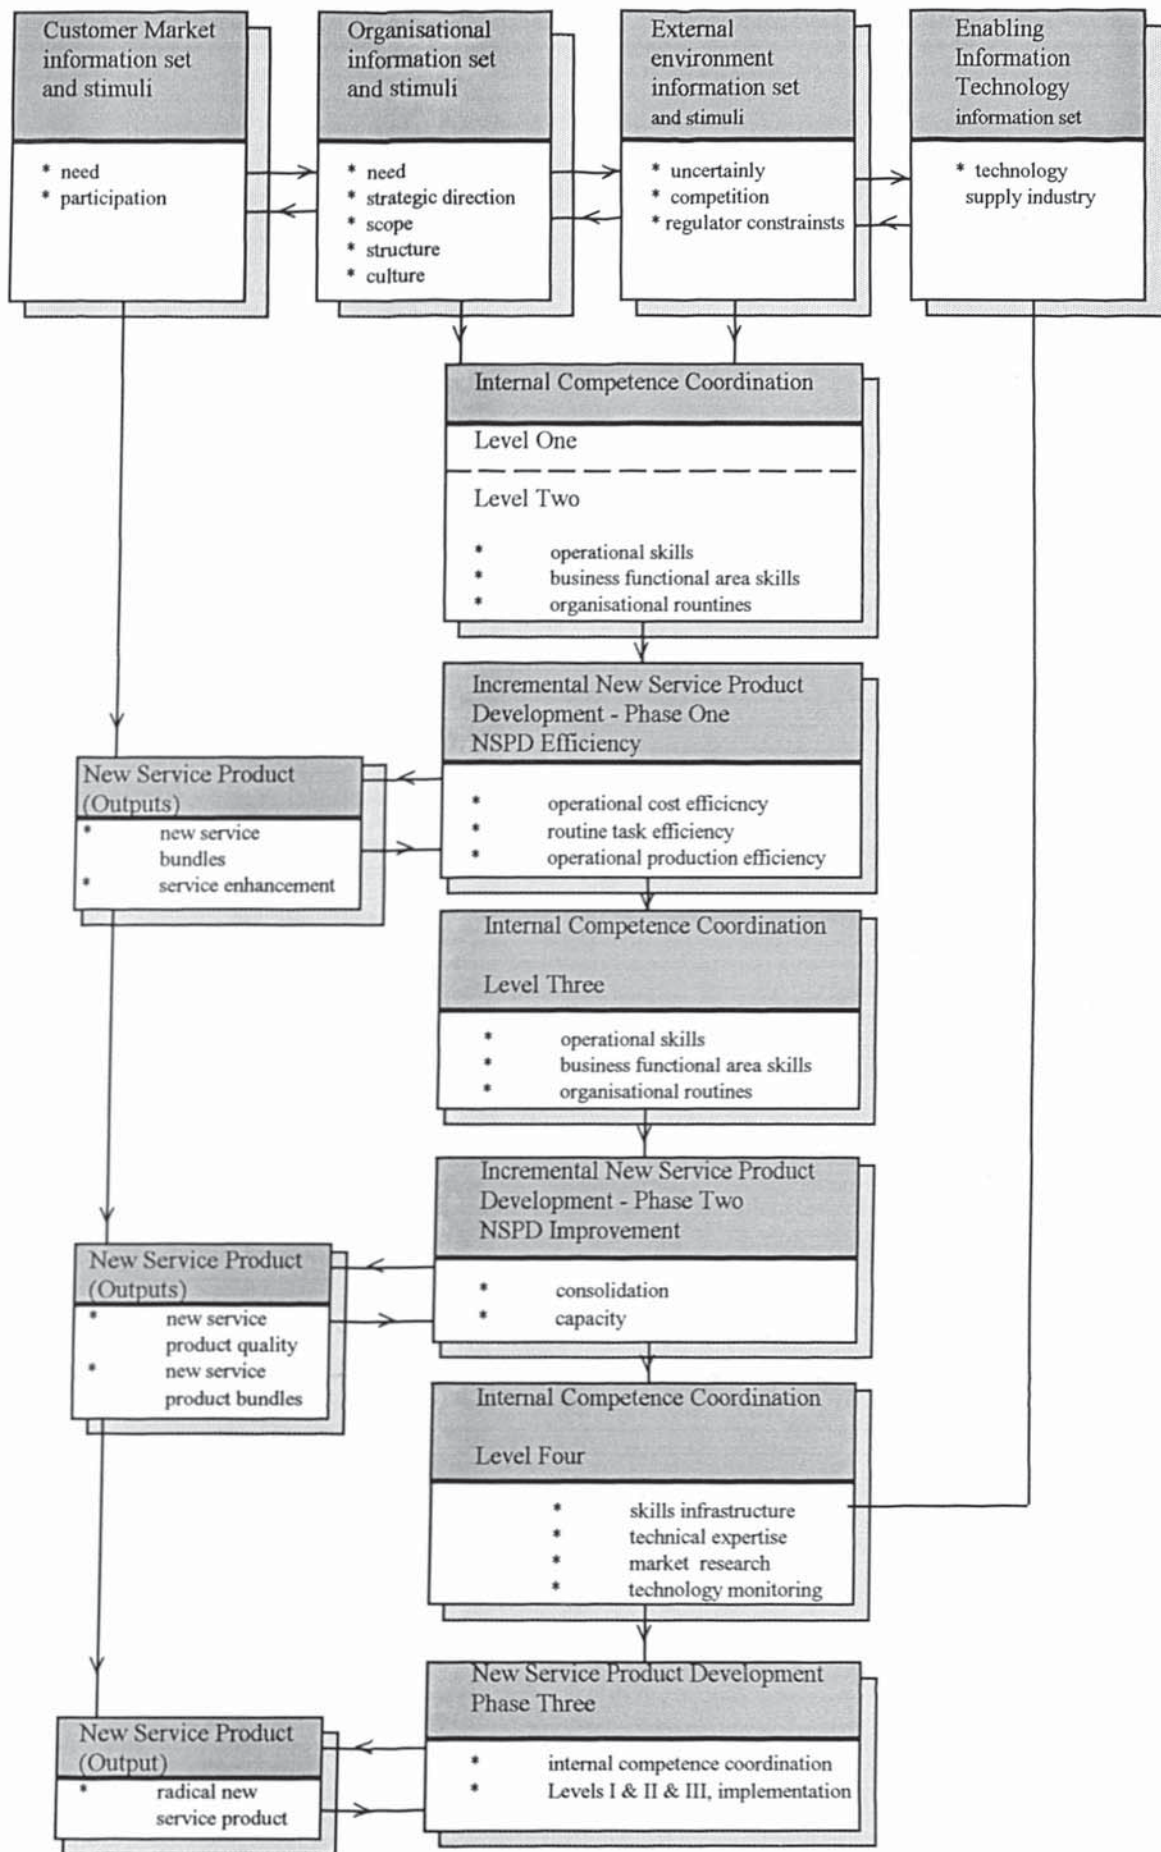 Customer Market
information set
and stimuli
* need
* participation
Organisational
information set
and stimuli
* need
* strategic direction
* scope
* structure
* culture
External
environment
information set
and stimuli
* uncertainly
* competition
* regulator constrainsts
Enabling
Information
Technology
information set
* technology
supply industry
Internal Competence Coordination
Level One
Level Two
* operational skills
* business functional area skills
* organisational rountines
Incremental New Service Product
Development - Phase One
NSPD Efficiency
* operational cost efficiency
* routine task efficiency
* operational production efficiency
New Service Product
(Outputs)
* new service
bundles
* service enhancement
Internal Competence Coordination
Level Three
* operational skills
* business functional area skills
* organisational routines
Incremental New Service Product
Development - Phase Two
NSPD Improvement
* consolidation
* capacity
New Service Product
(Outputs)
* new service
product quality
* new service
product bundles
Internal Competence Coordination
Level Four
* skills infrastructure
* technical expertise
* market research
* technology monitoring
New Service Product Development
Phase Three
* internal competence coordination
* Levels I & II & III, implementation
New Service Product
(Output)
* radical new
service product